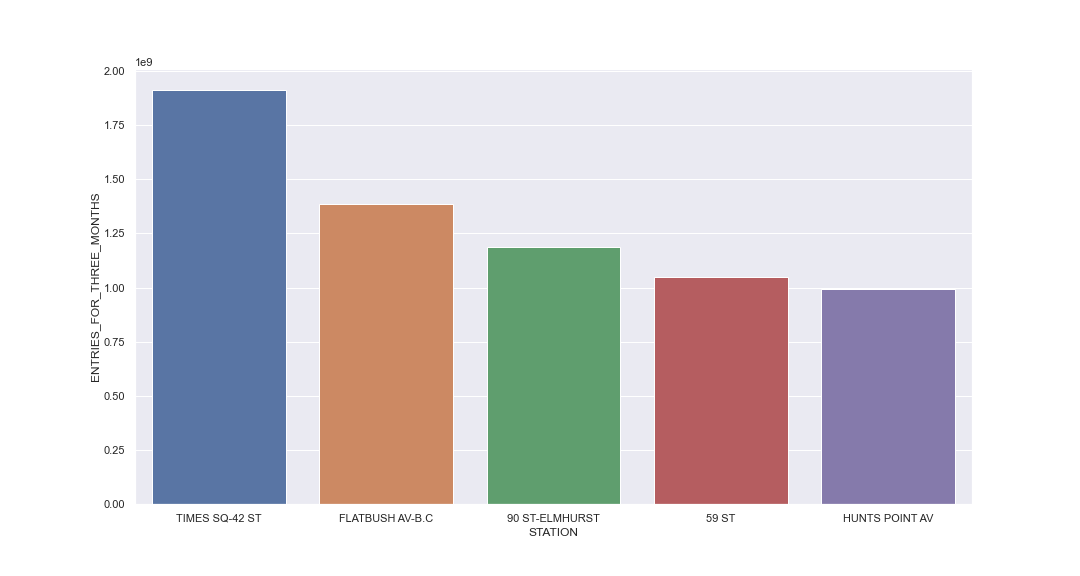 1e9
2.00
1.75
1.50
1.25
1.00
0.75
0.50
0.25
0.00
ENTRIES_FOR_THREE_MONTHS
TIMES SQ-42 ST FLATBUSH AV-B.C 90 ST-ELMHURST 59 ST HUNTS POINT AV
STATION